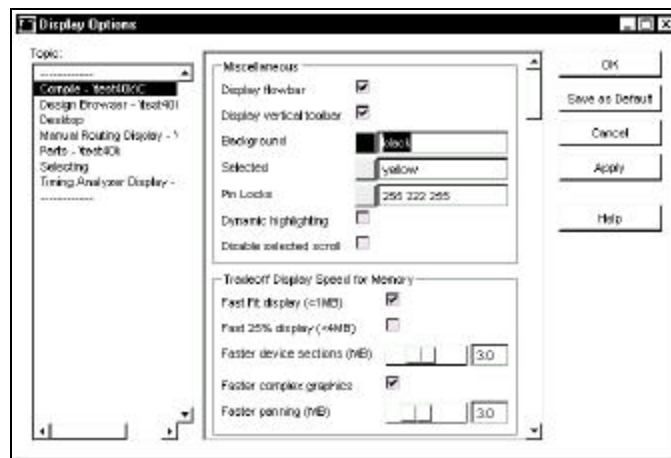 Display Options
Topic:
------------
Compile - \test40k\C
Design Browser - \test40l
Desktop
Manual Routing Display - \
Parts - \test40k
Selecting
Timing Analyzer Display -
------------
Miscellaneous
Display flowbar
Display vertical toolbar
Background
black
Selected
yellow
Pin Locks
255 222 255
Dynamic highlighting
Disable selected scroll
Tradeoff Display Speed for Memory
Fast Fit display (<1MB)
Fast 25% display (<4MB)
Faster device sections (MB)
3.0
Faster complex graphics
Faster panning (MB)
3.0
OK
Save as Default
Cancel
Apply
Help